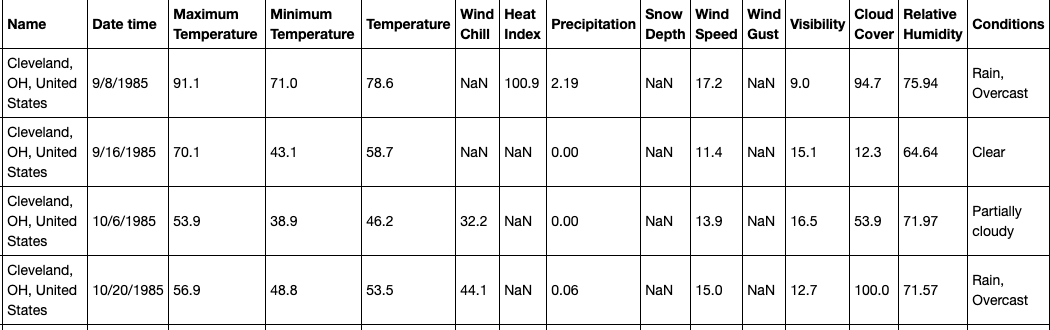 Name Date time Maximum Temperature Minimum Temperature Temperature Wind Chill Heat Index Precipitation Snow Depth Wind Speed Wind Gust Visibility Cloud Cover Relative Humidity Conditions
Cleveland, OH, United States 9/8/1985 91.1 71.0 78.6 NaN 100.9 2.19 NaN 17.2 NaN 9.0 94.7 75.94 Rain, Overcast
Cleveland, OH, United States 9/16/1985 70.1 43.1 58.7 NaN NaN 0.00 NaN 11.4 NaN 15.1 12.3 64.64 Clear
Cleveland, OH, United States 10/6/1985 53.9 38.9 46.2 32.2 NaN 0.00 NaN 13.9 NaN 16.5 53.9 71.97 Partially cloudy
Cleveland, OH, United States 10/20/1985 56.9 48.8 53.5 44.1 NaN 0.06 NaN 15.0 NaN 12.7 100.0 71.57 Rain, Overcast